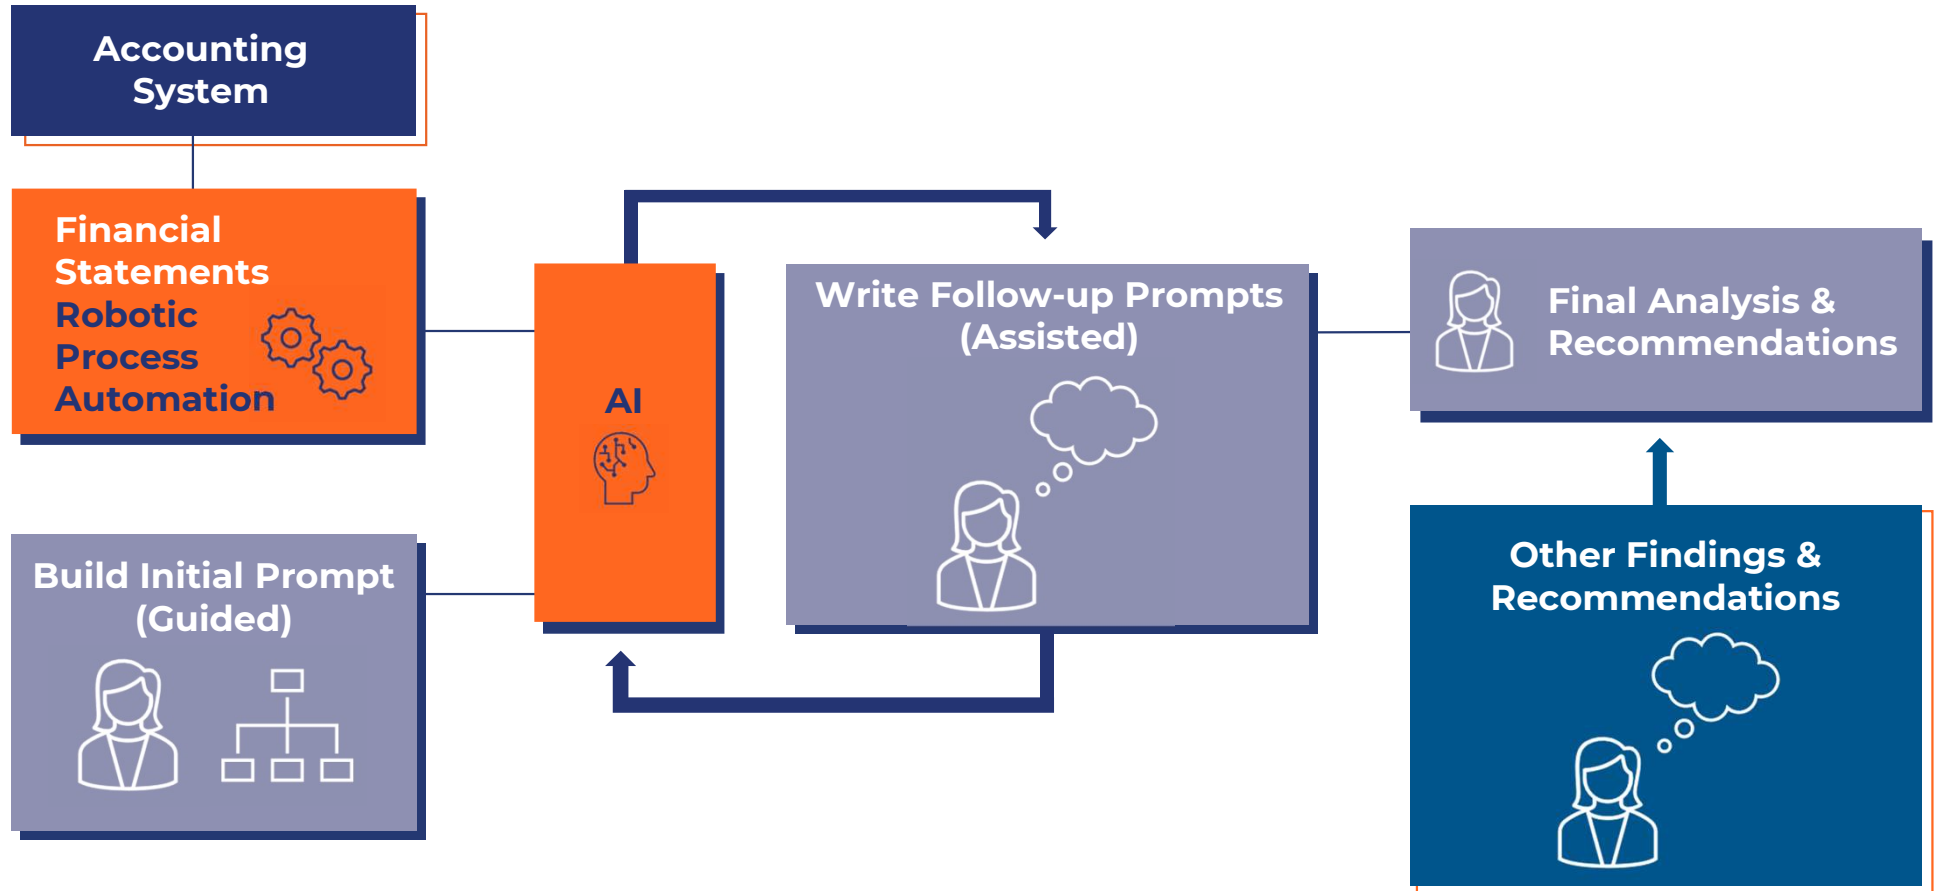 Accounting
System
Financial
Statements
Robotic
Process
Automation
Build Initial Prompt
(Guided)
AI
Write Follow-up Prompts
(Assisted)
Final Analysis &
Recommendations
Other Findings &
Recommendations